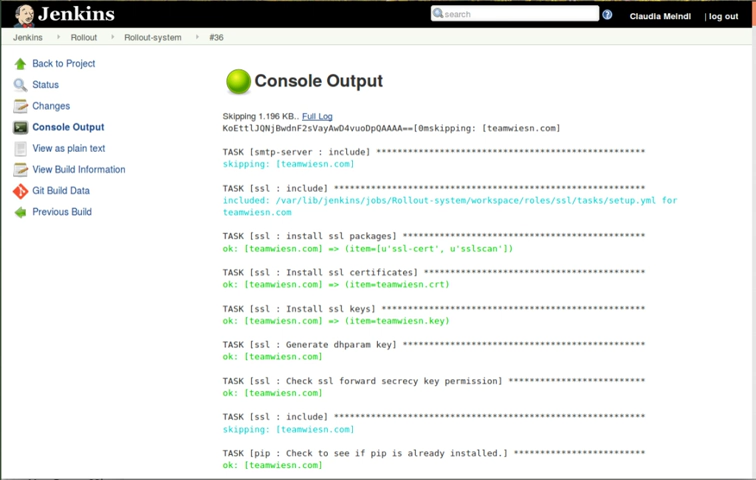 Jenkins
search
Claudia Meindl
| log out
Jenkins
Rollout
Rollout-system
#36
Back to Project
Status
Changes
Console Output
View as plain text
View Build Information
Git Build Data
Previous Build
Console Output
Skipping 1.196 KB.. Full Log
KoEttlJQNjBwdnF2sVayAwD4vuoDpQAAAA==[0mskipping: [teamwiesn.com]
TASK [smtp-server : include] *******************************************
skipping: [teamwiesn.com]
TASK [ssl : include] ***************************************************
included: /var/lib/jenkins/jobs/Rollout-system/workspace/roles/ssl/tasks/setup.yml for
teamwiesn.com
TASK [ssl : install ssl packages] **************************************
ok: [teamwiesn.com] => (item=[u'ssl-cert', u'sslscan'])
TASK [ssl : Install ssl certificates] **********************************
ok: [teamwiesn.com] => (item=teamwiesn.crt)
TASK [ssl : Install ssl keys] ******************************************
ok: [teamwiesn.com] => (item=teamwiesn.key)
TASK [ssl : Generate dhparam key] **************************************
ok: [teamwiesn.com]
TASK [ssl : Check ssl forward secrecy key permission] ******************
ok: [teamwiesn.com]
TASK [ssl : include] ***************************************************
skipping: [teamwiesn.com]
TASK [pip : Check to see if pip is already installed.] *****************
ok: [teamwiesn.com]